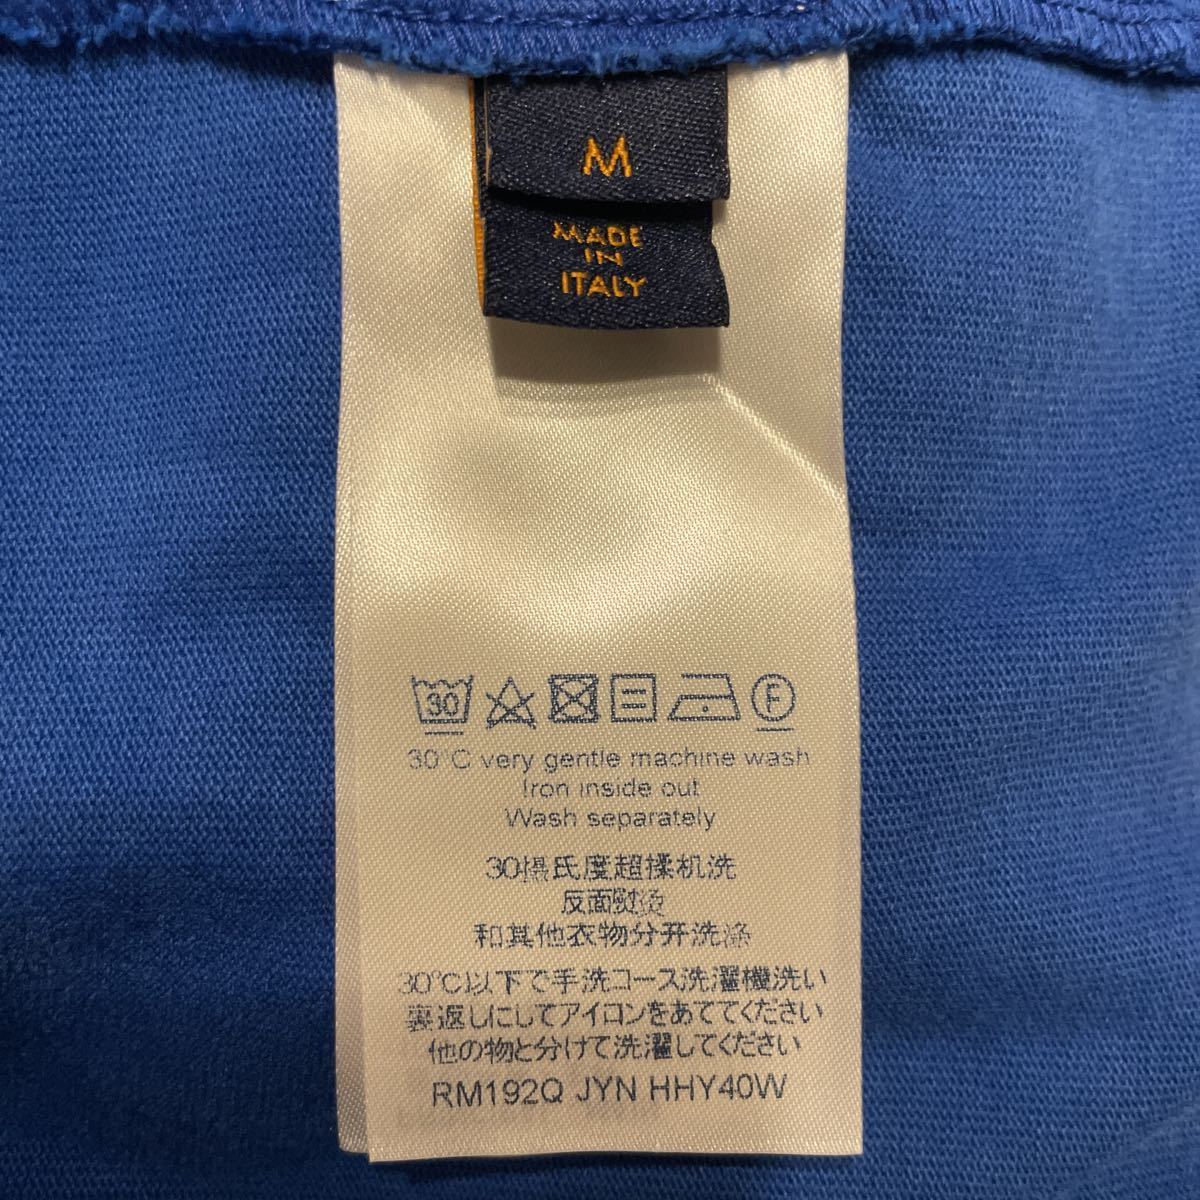 M
MADE
IN
ITALY
30 F
30°C very gentle machine wash
Iron inside out
Wash separately
30摄氏度超揉机洗
反面熨烫
和其他衣物分开洗涤
30℃以下で手洗コース洗濯機洗い
裏返しにしてアイロンをあててください
他の物と分けて洗濯してください
RM192Q JYN HHY40W